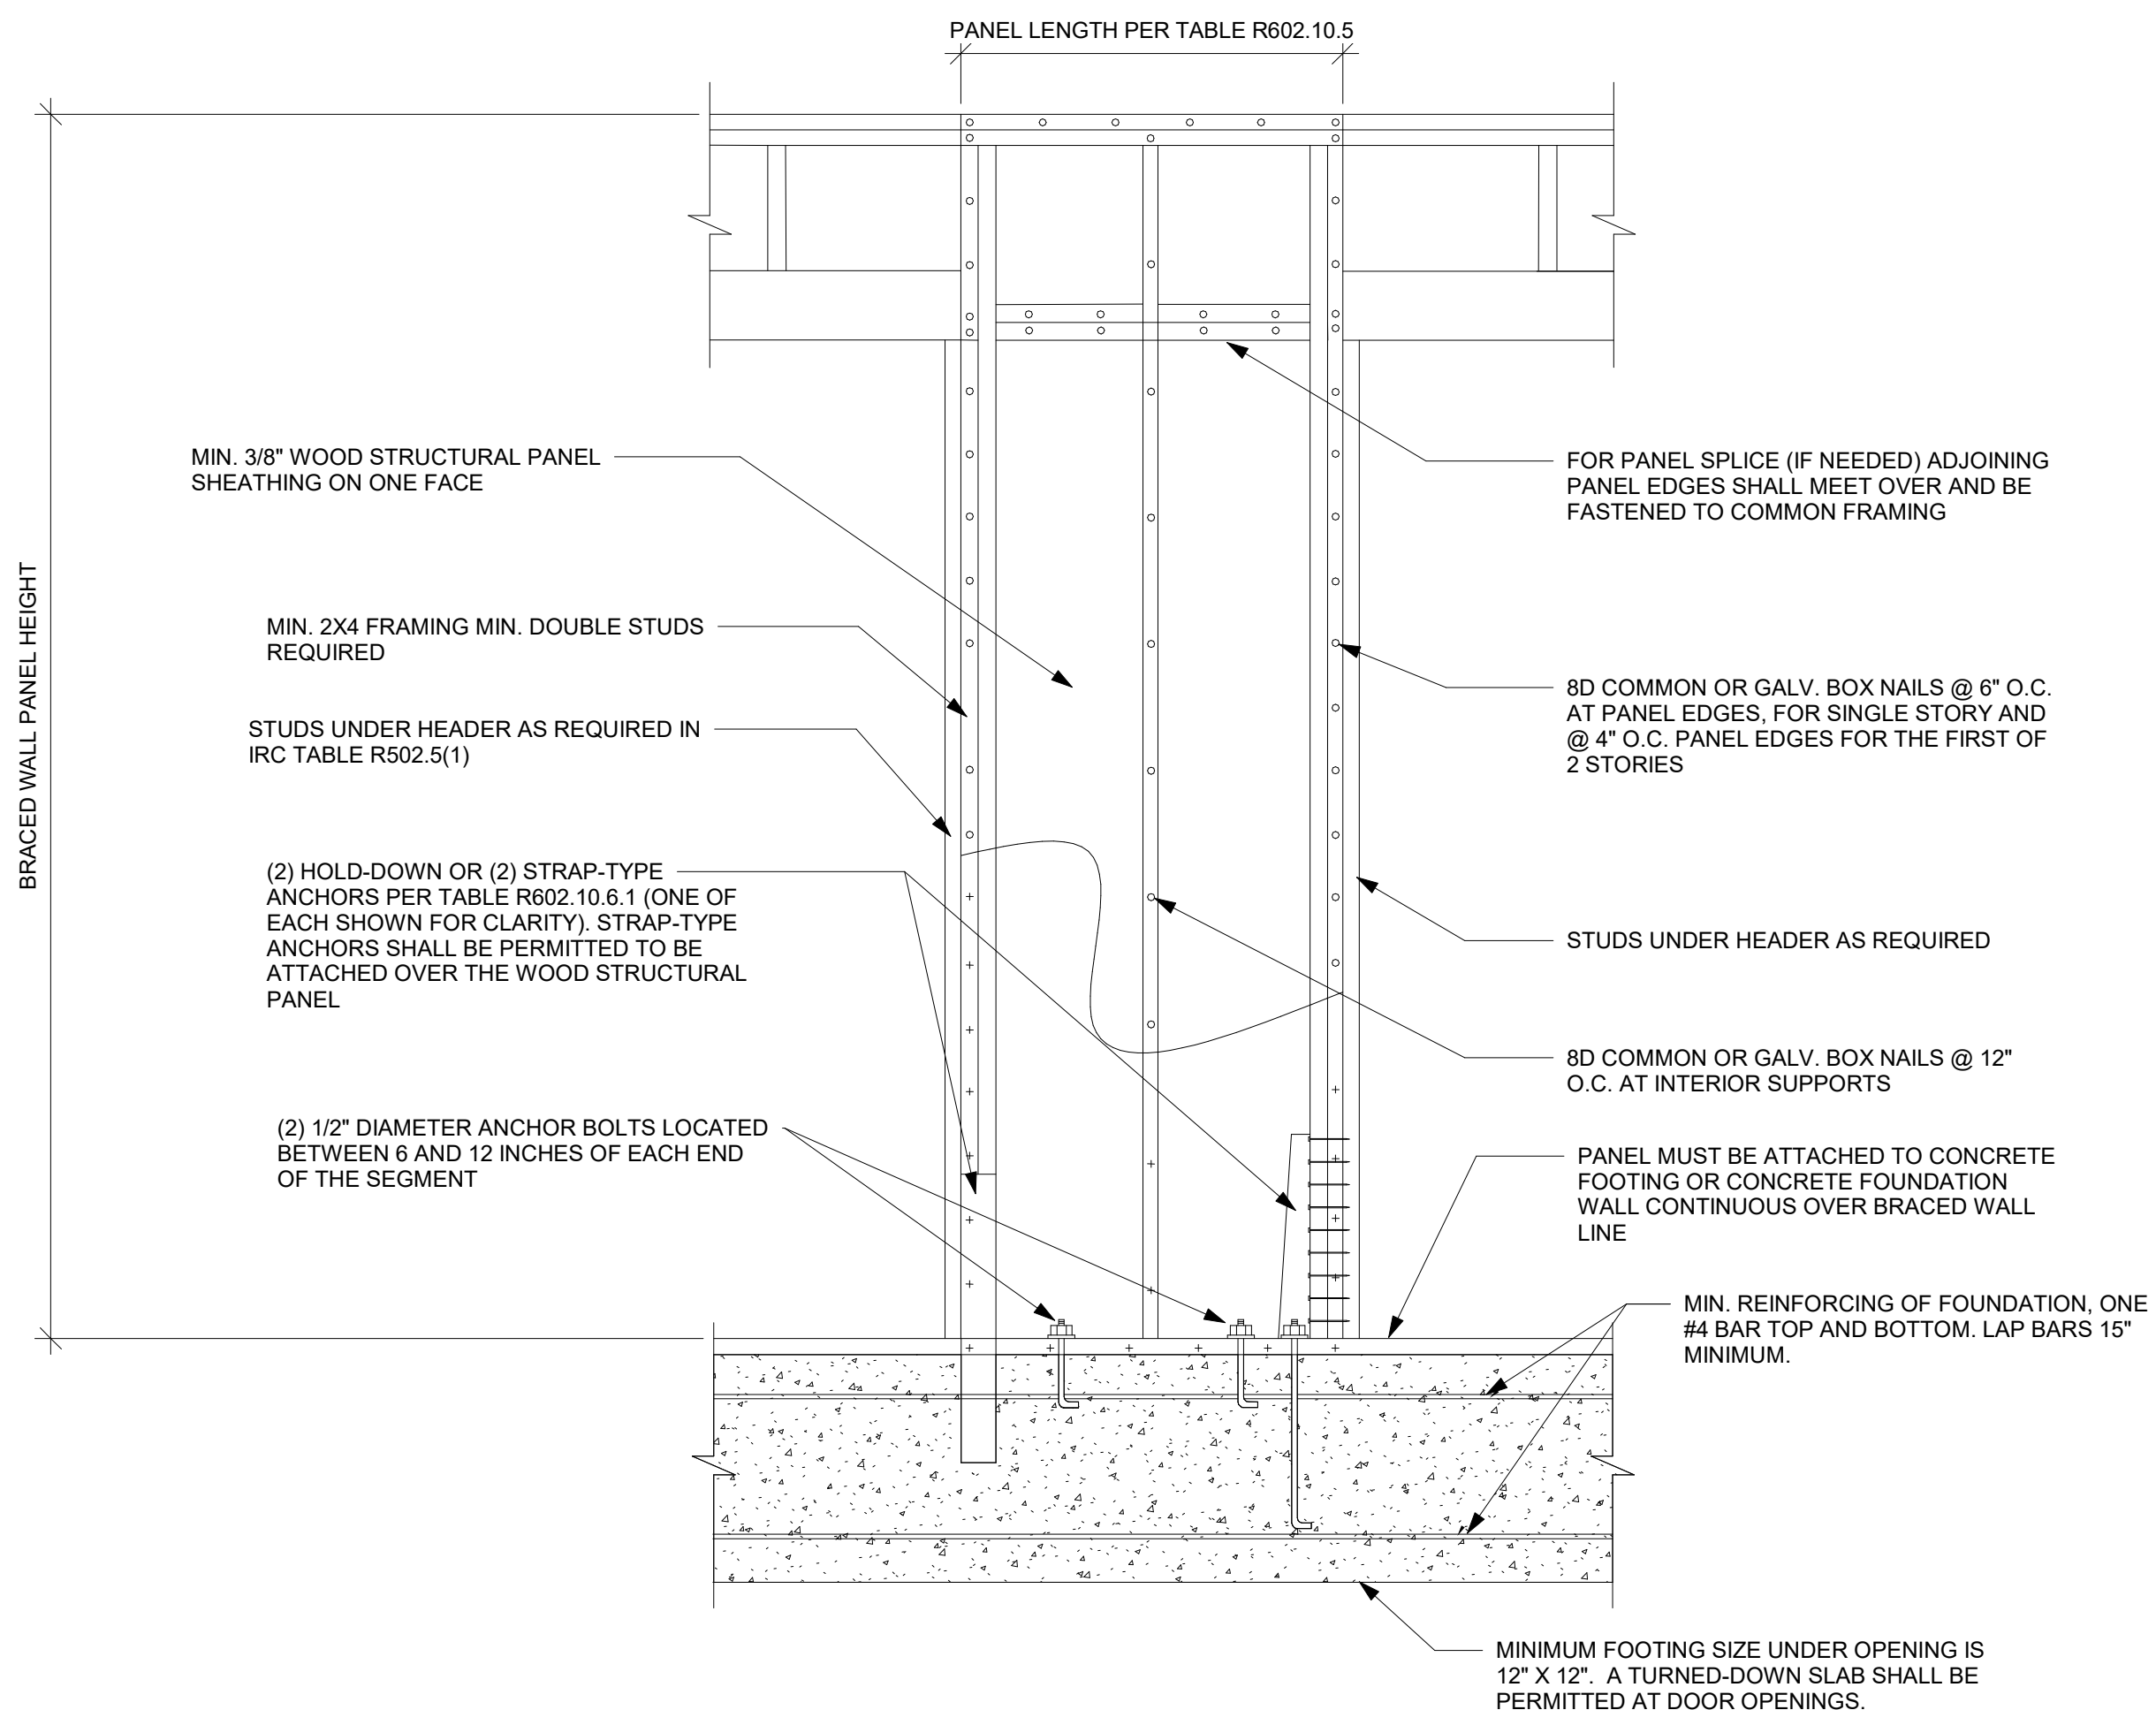 PANEL LENGTH PER TABLE R602.10.5
BRACED WALL PANEL HEIGHT
MIN. 3/8" WOOD STRUCTURAL PANEL
SHEATHING ON ONE FACE
MIN. 2X4 FRAMING MIN. DOUBLE STUDS
REQUIRED
STUDS UNDER HEADER AS REQUIRED IN
IRC TABLE R502.5(1)
(2) HOLD-DOWN OR (2) STRAP-TYPE
ANCHORS PER TABLE R602.10.6.1 (ONE OF
EACH SHOWN FOR CLARITY). STRAP-TYPE
ANCHORS SHALL BE PERMITTED TO BE
ATTACHED OVER THE WOOD STRUCTURAL
PANEL
(2) 1/2" DIAMETER ANCHOR BOLTS LOCATED
BETWEEN 6 AND 12 INCHES OF EACH END
OF THE SEGMENT
FOR PANEL SPLICE (IF NEEDED) ADJOINING
PANEL EDGES SHALL MEET OVER AND BE
FASTENED TO COMMON FRAMING
8D COMMON OR GALV. BOX NAILS @ 6" O.C.
AT PANEL EDGES, FOR SINGLE STORY AND
@ 4" O.C. PANEL EDGES FOR THE FIRST OF
2 STORIES
STUDS UNDER HEADER AS REQUIRED
8D COMMON OR GALV. BOX NAILS @ 12"
O.C. AT INTERIOR SUPPORTS
PANEL MUST BE ATTACHED TO CONCRETE
FOOTING OR CONCRETE FOUNDATION
WALL CONTINUOUS OVER BRACED WALL
LINE
MIN. REINFORCING OF FOUNDATION, ONE
#4 BAR TOP AND BOTTOM. LAP BARS 15"
MINIMUM.
MINIMUM FOOTING SIZE UNDER OPENING IS
12" X 12". A TURNED-DOWN SLAB SHALL BE
PERMITTED AT DOOR OPENINGS.